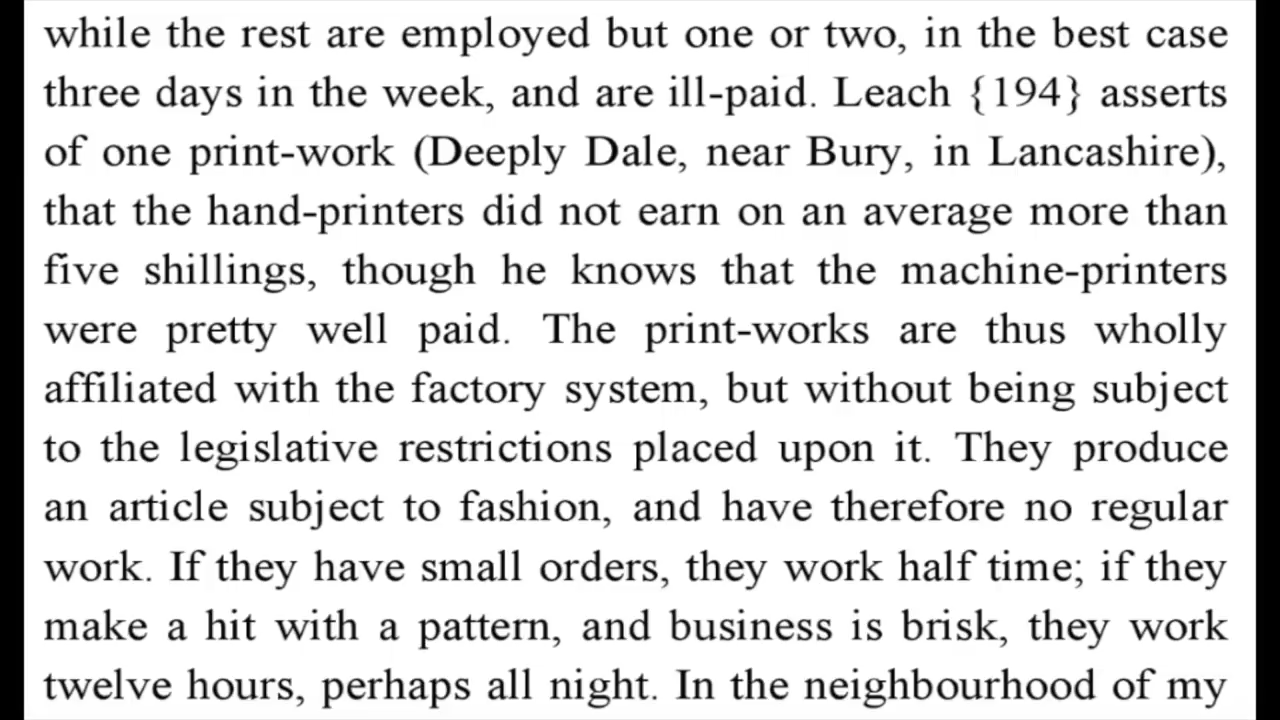 while the rest are employed but one or two, in the best case
three days in the week, and are ill-paid. Leach {194} asserts
of one print-work (Deeply Dale, near Bury, in Lancashire),
that the hand-printers did not earn on an average more than
five shillings, though he knows that the machine-printers
were pretty well paid. The print-works are thus wholly
affiliated with the factory system, but without being subject
to the legislative restrictions placed upon it. They produce
an article subject to fashion, and have therefore no regular
work. If they have small orders, they work half time; if they
make a hit with a pattern, and business is brisk, they work
twelve hours, perhaps all night. In the neighbourhood of my